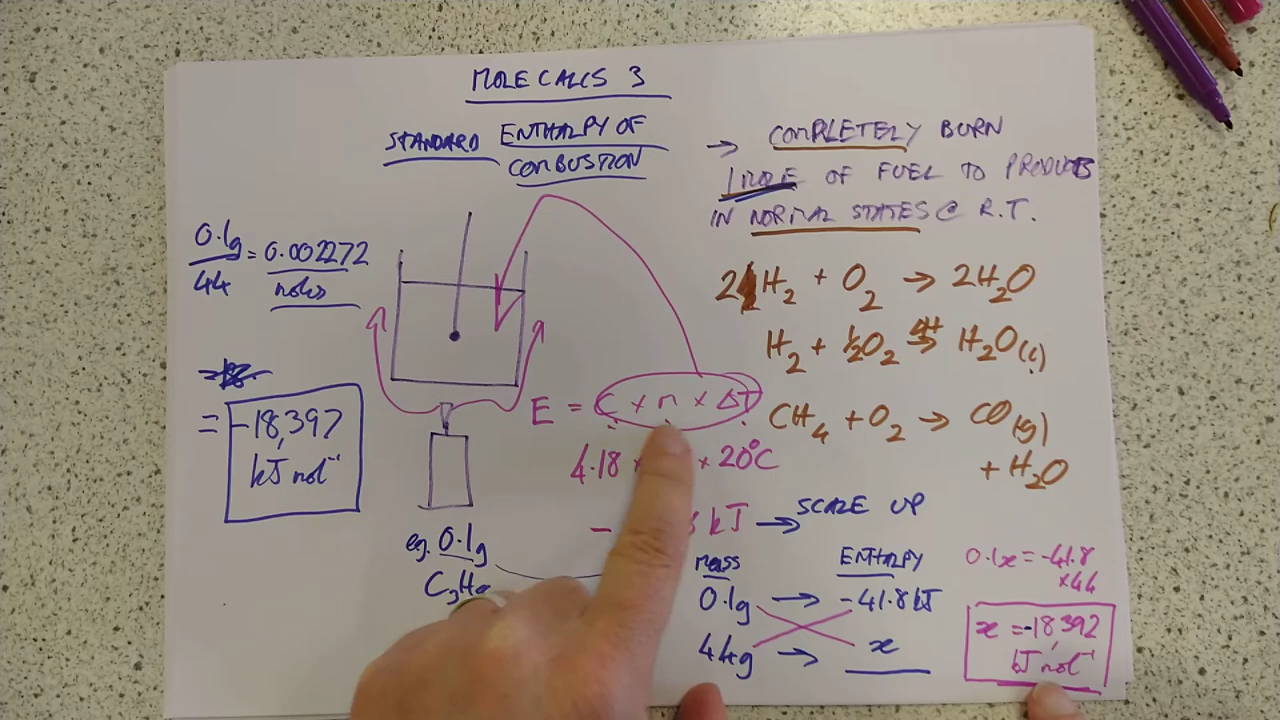 MOLE CALCS 3
STANDARD ENTHALPY OF
COMBUSTION
→ COMPLETELY BURN
1 MOLE OF FUEL TO PRODUCTS
IN NORMAL STATES @ R.T.
0.1g
44
= 0.002272
moles
= -18,397
kJ mol⁻¹
2H₂ + O₂ → 2H₂O
H₂ + ½O₂ ΔH→ H₂O(l)
CH₄ + O₂ → CO(g)
+ H₂O
E = C × m × ΔT
4.18 × × 20°C
- kJ → SCALE UP
eg. 0.1g
C₃H₈
MASS ENTHALPY
0.1g → -41.8kJ
44g → x
0.1x = -41.8
×44
x = -18,392
kJ mol⁻¹